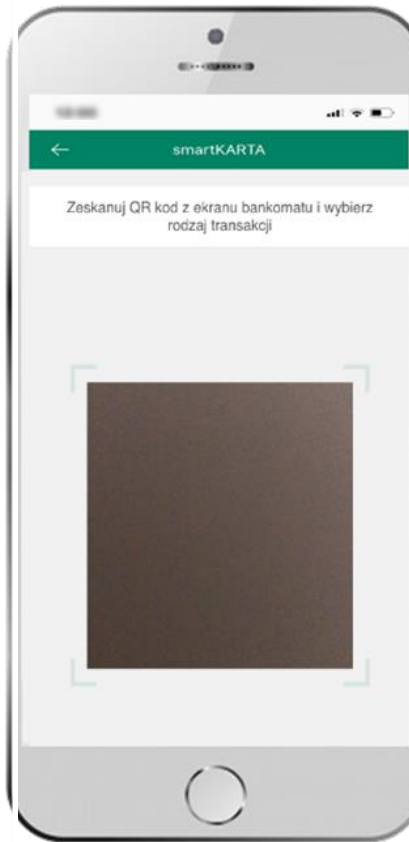 smartKARTA
Zeskanuj QR kod z ekranu bankomatu i wybierz
rodzaj transakcji